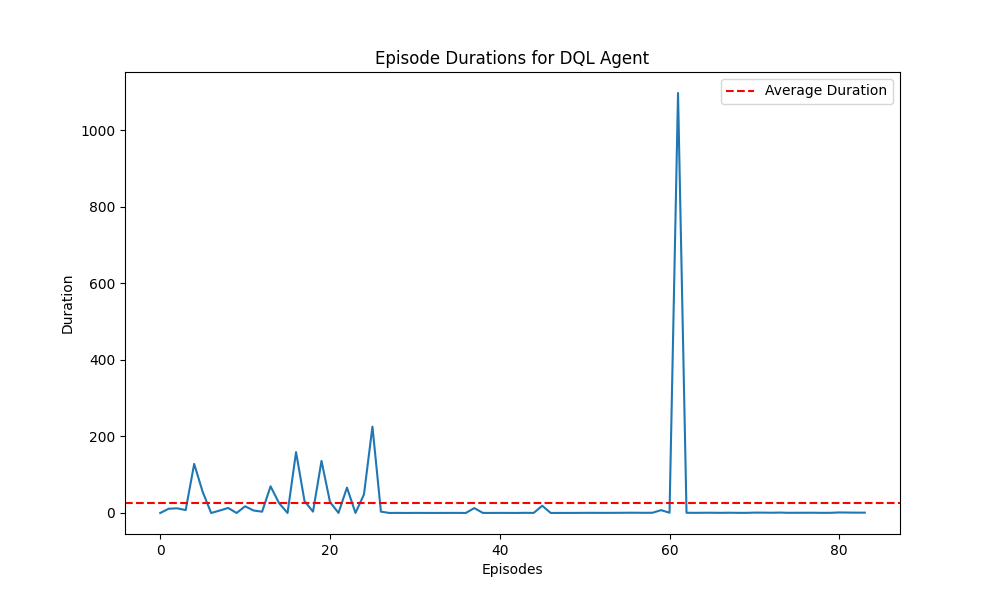 Episode Durations for DQL Agent
Average Duration
1000
800
600
400
200
0
Duration
0 20 40 60 80
Episodes